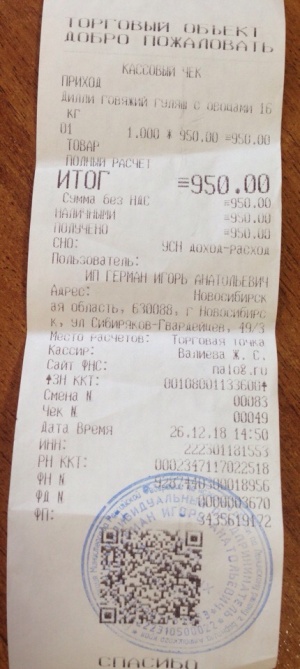 ТОРГОВЫЙ ОБЪЕКТ
ДОБРО ПОЖАЛОВАТЬ
КАССОВЫЙ ЧЕК
ПРИХОД
ДИЛЛИ ГОВЯЖИЙ ГУЛЯШ С ОВОЩАМИ 16
КГ
01 1.000 * 950.00 =950.00
ТОВАР
ПОЛНЫЙ РАСЧЕТ
ИТОГ =950.00
Сумма без НДС =950.00
НАЛИЧНЫМИ =950.00
ПОЛУЧЕНО =950.00
СНО: УСН доход-расход
Пользователь:
ИП ГЕРМАН ИГОРЬ АНАТОЛЬЕВИЧ
Адрес: Новосибирск
ая область, 630088, г Новосибирс
к, ул Сибиряков-Гвардейцев, 49/3
Место расчетов: Торговая точка
Кассир: Валиева Ж. С.
Сайт ФНС: nalog.ru
ЗН ККТ: 00108001133600
Смена N 00083
Чек N 00049
Дата Время 26.12.18 14:50
ИНН: 222501181553
РН ККТ: 0002347117022518
ФН N
ФД N 0000003670
ФП: 3435619172
СПАСИБО